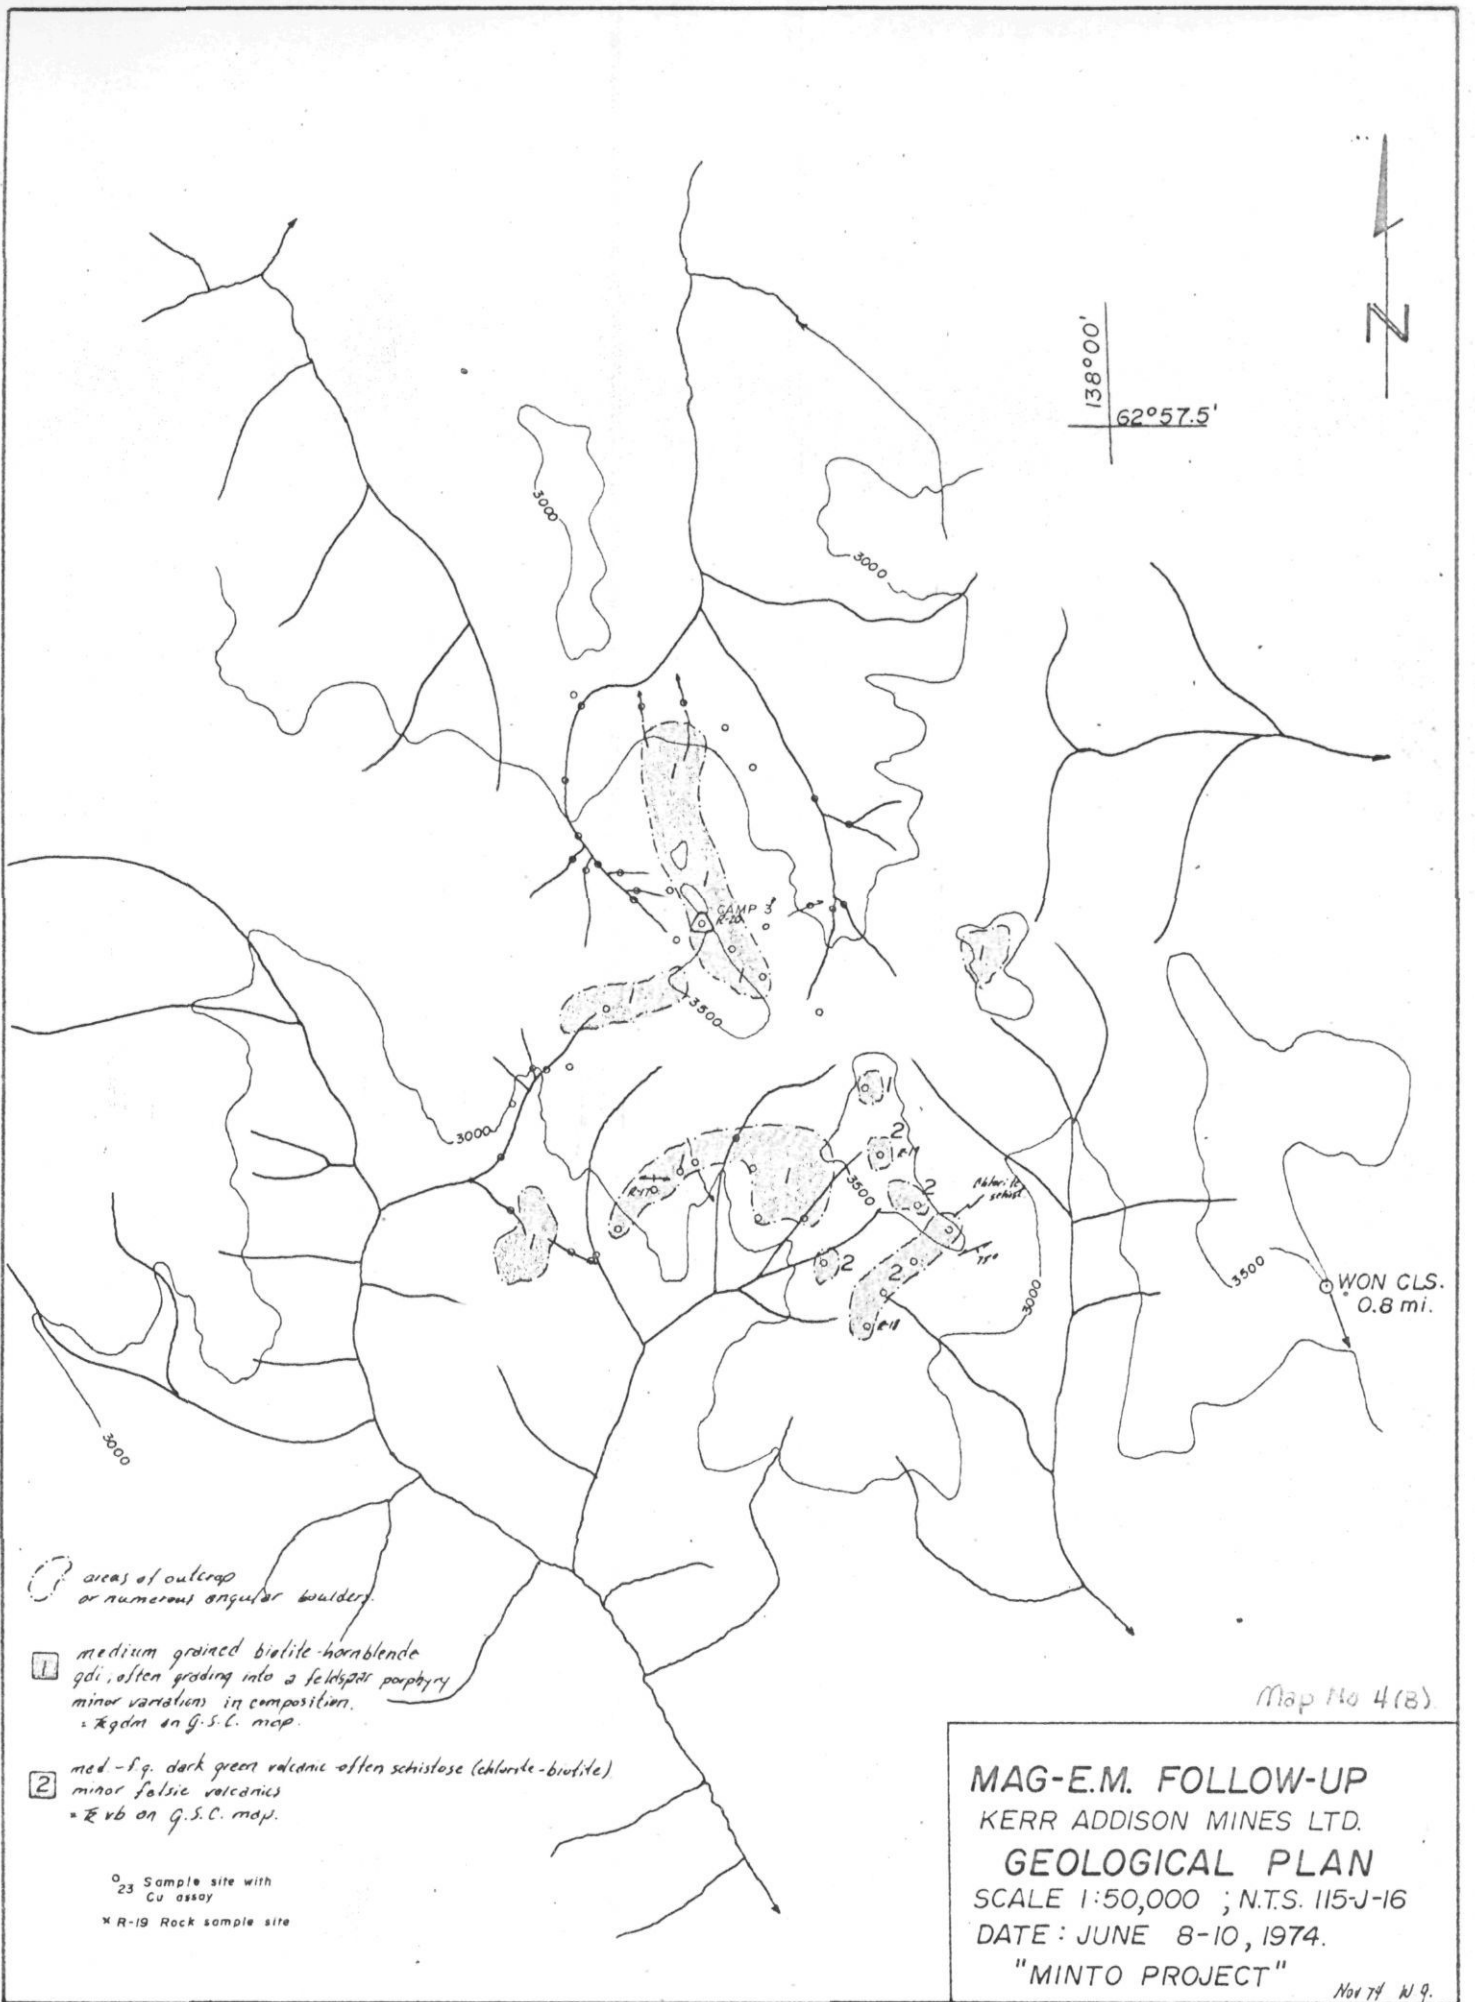 N
138°00'
62°57.5'
3000
3000
CAMP 3
R-20
3500
3000
3500
3000
3000
3500
WON CLS.
0.8 mi.
1
1
1
1
1
1
1
2
2
2
2
R-18
75°
Chlorite
schist
areas of outcrop
or numerous angular boulders.
1
medium grained biotite-hornblende
qdi, often grading into a feldspar porphyry
minor variations in composition.
gdm on G.S.C. map.
2
med-f.g. dark green volcanic often schistose (chlorite-biotite)
minor felsic volcanics
vb on G.S.C. map.
23 Sample site with
Cu assay
x R-19 Rock sample site
Map No 4(B)
MAG-E.M. FOLLOW-UP
KERR ADDISON MINES LTD.
GEOLOGICAL PLAN
SCALE 1:50,000 ; N.T.S. 115-J-16
DATE : JUNE 8-10, 1974.
"MINTO PROJECT"
Nov 74 W.G.